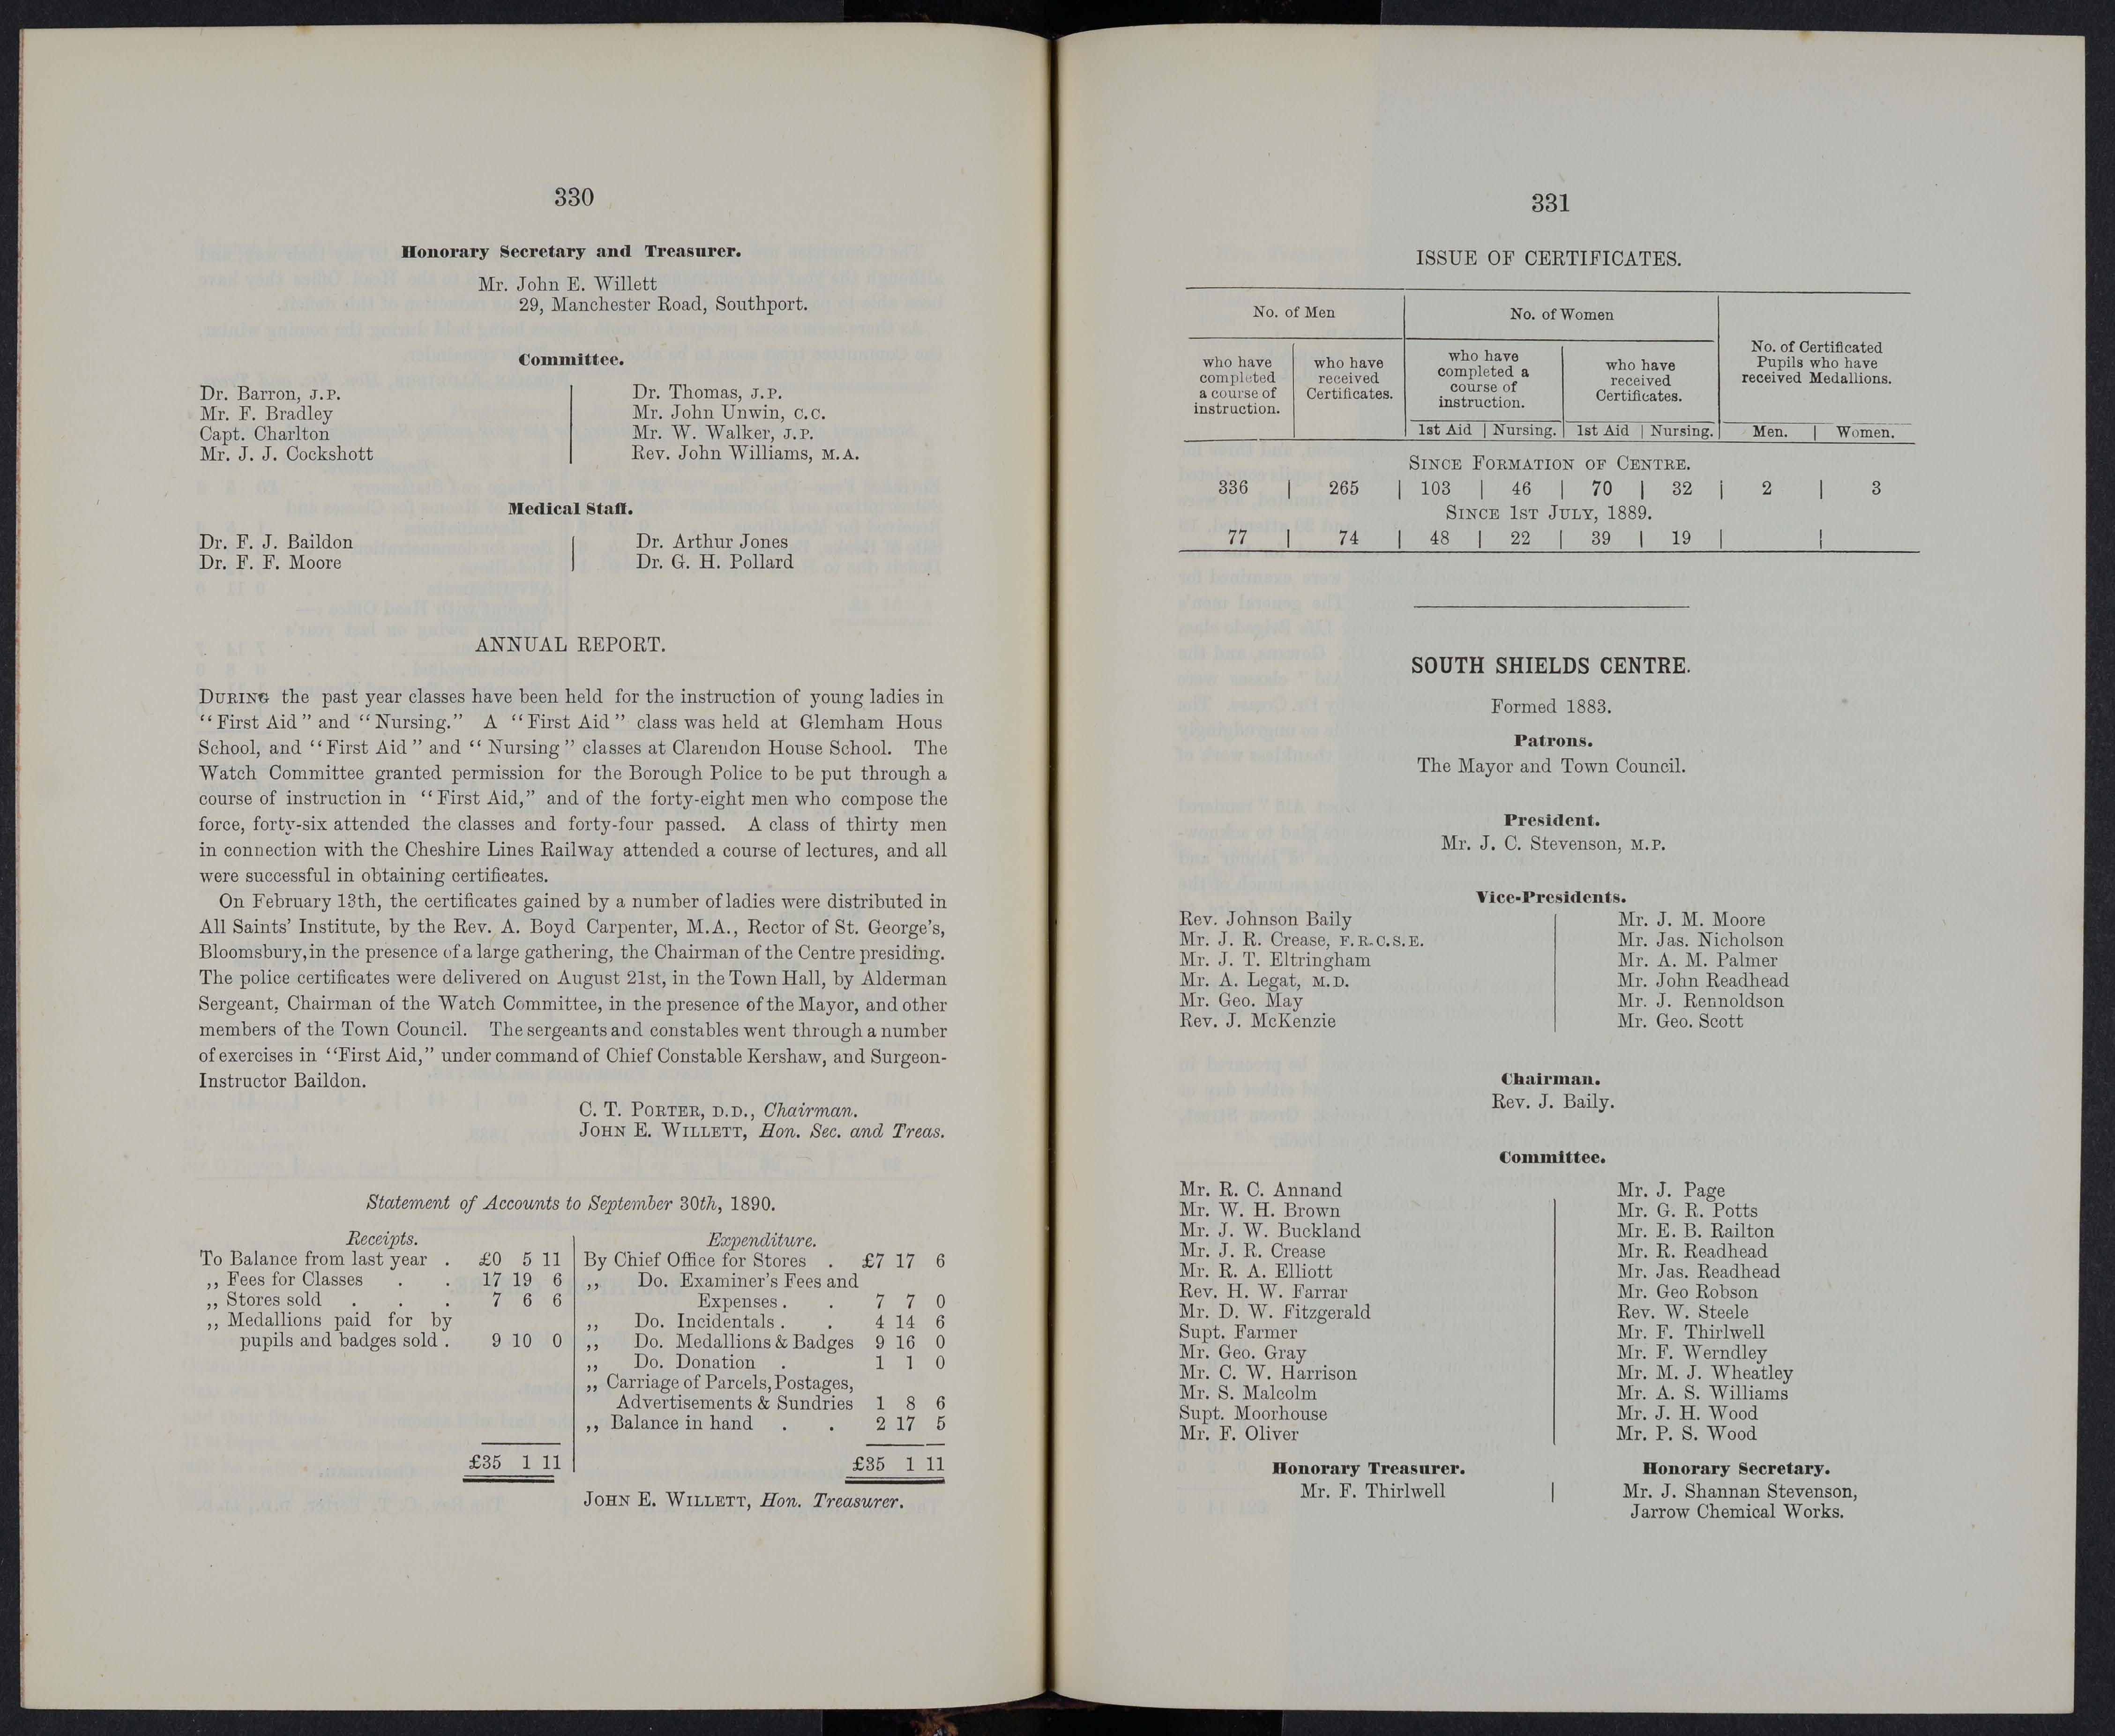 330
Honorary Secretary and Treasurer.
Mr. John E. Willett
29, Manchester Road, Southport.
Committee.
Dr. Barron, J.P.
Mr. F. Bradley
Capt. Charlton
Mr. J. J. Cockshott
Dr. Thomas, J.P.
Mr. John Unwin, C.C.
Mr. W. Walker, J.P.
Rev. John Williams, M.A.
Medical Staff.
Dr. F. J. Baildon
Dr. F. F. Moore
Dr. Arthur Jones
Dr. G. H. Pollard
ANNUAL REPORT.
DURING the past year classes have been held for the instruction of young ladies in
“First Aid” and “Nursing.” A “First Aid” class was held at Glemham Hous
School, and “First Aid” and “Nursing” classes at Clarendon House School. The
Watch Committee granted permission for the Borough Police to be put through a
course of instruction in “First Aid,” and of the forty-eight men who compose the
force, forty-six attended the classes and forty-four passed. A class of thirty men
in connection with the Cheshire Lines Railway attended a course of lectures, and all
were successful in obtaining certificates.
On February 13th, the certificates gained by a number of ladies were distributed in
All Saints’ Institute, by the Rev. A. Boyd Carpenter, M.A., Rector of St. George’s,
Bloomsbury, in the presence of a large gathering, the Chairman of the Centre presiding.
The police certificates were delivered on August 21st, in the Town Hall, by Alderman
Sergeant, Chairman of the Watch Committee, in the presence of the Mayor, and other
members of the Town Council. The sergeants and constables went through a number
of exercises in “First Aid,” under command of Chief Constable Kershaw, and Surgeon-
Instructor Baildon.
C. T. PORTER, D.D., Chairman.
JOHN E. WILLETT, Hon. Sec. and Treas.
Statement of Accounts to September 30th, 1890.
Receipts.
To Balance from last year . £0 5 11
,, Fees for Classes . . 17 19 6
,, Stores sold . . . 7 6 6
,, Medallions paid for by
pupils and badges sold . 9 10 0
£35 1 11
Expenditure.
By Chief Office for Stores . £7 17 6
,, Do. Examiner’s Fees and
Expenses . . 7 7 0
,, Do. Incidentals . . 4 14 6
,, Do. Medallions & Badges 9 16 0
,, Do. Donation . 1 1 0
,, Carriage of Parcels, Postages,
Advertisements & Sundries 1 8 6
,, Balance in hand . . 2 17 5
£35 1 11
JOHN E. WILLETT, Hon. Treasurer.
331
ISSUE OF CERTIFICATES.
No. of Men | No. of Women | No. of Certificated
Pupils who have
received Medallions.
who have
completed
a course of
instruction.
who have
received
Certificates.
who have
completed a
course of
instruction.
who have
received
Certificates.
1st Aid | Nursing. | 1st Aid | Nursing. | Men. | Women.
SINCE FORMATION OF CENTRE.
336 | 265 | 103 | 46 | 70 | 32 | 2 | 3
SINCE 1ST JULY, 1889.
77 | 74 | 48 | 22 | 39 | 19 | |
SOUTH SHIELDS CENTRE.
Formed 1883.
Patrons.
The Mayor and Town Council.
President.
Mr. J. C. Stevenson, M.P.
Vice-Presidents.
Rev. Johnson Baily
Mr. J. R. Crease, F.R.C.S.E.
Mr. J. T. Eltringham
Mr. A. Legat, M.D.
Mr. Geo. May
Rev. J. McKenzie
Mr. J. M. Moore
Mr. Jas. Nicholson
Mr. A. M. Palmer
Mr. John Readhead
Mr. J. Rennoldson
Mr. Geo. Scott
Chairman.
Rev. J. Baily.
Committee.
Mr. R. C. Annand
Mr. W. H. Brown
Mr. J. W. Buckland
Mr. J. R. Crease
Mr. R. A. Elliott
Rev. H. W. Farrar
Mr. D. W. Fitzgerald
Supt. Farmer
Mr. Geo. Gray
Mr. C. W. Harrison
Mr. S. Malcolm
Supt. Moorhouse
Mr. F. Oliver
Mr. J. Page
Mr. G. R. Potts
Mr. E. B. Railton
Mr. R. Readhead
Mr. Jas. Readhead
Mr. Geo Robson
Rev. W. Steele
Mr. F. Thirlwell
Mr. F. Werndley
Mr. M. J. Wheatley
Mr. A. S. Williams
Mr. J. H. Wood
Mr. P. S. Wood
Honorary Treasurer.
Mr. F. Thirlwell
Honorary Secretary.
Mr. J. Shannan Stevenson,
Jarrow Chemical Works.